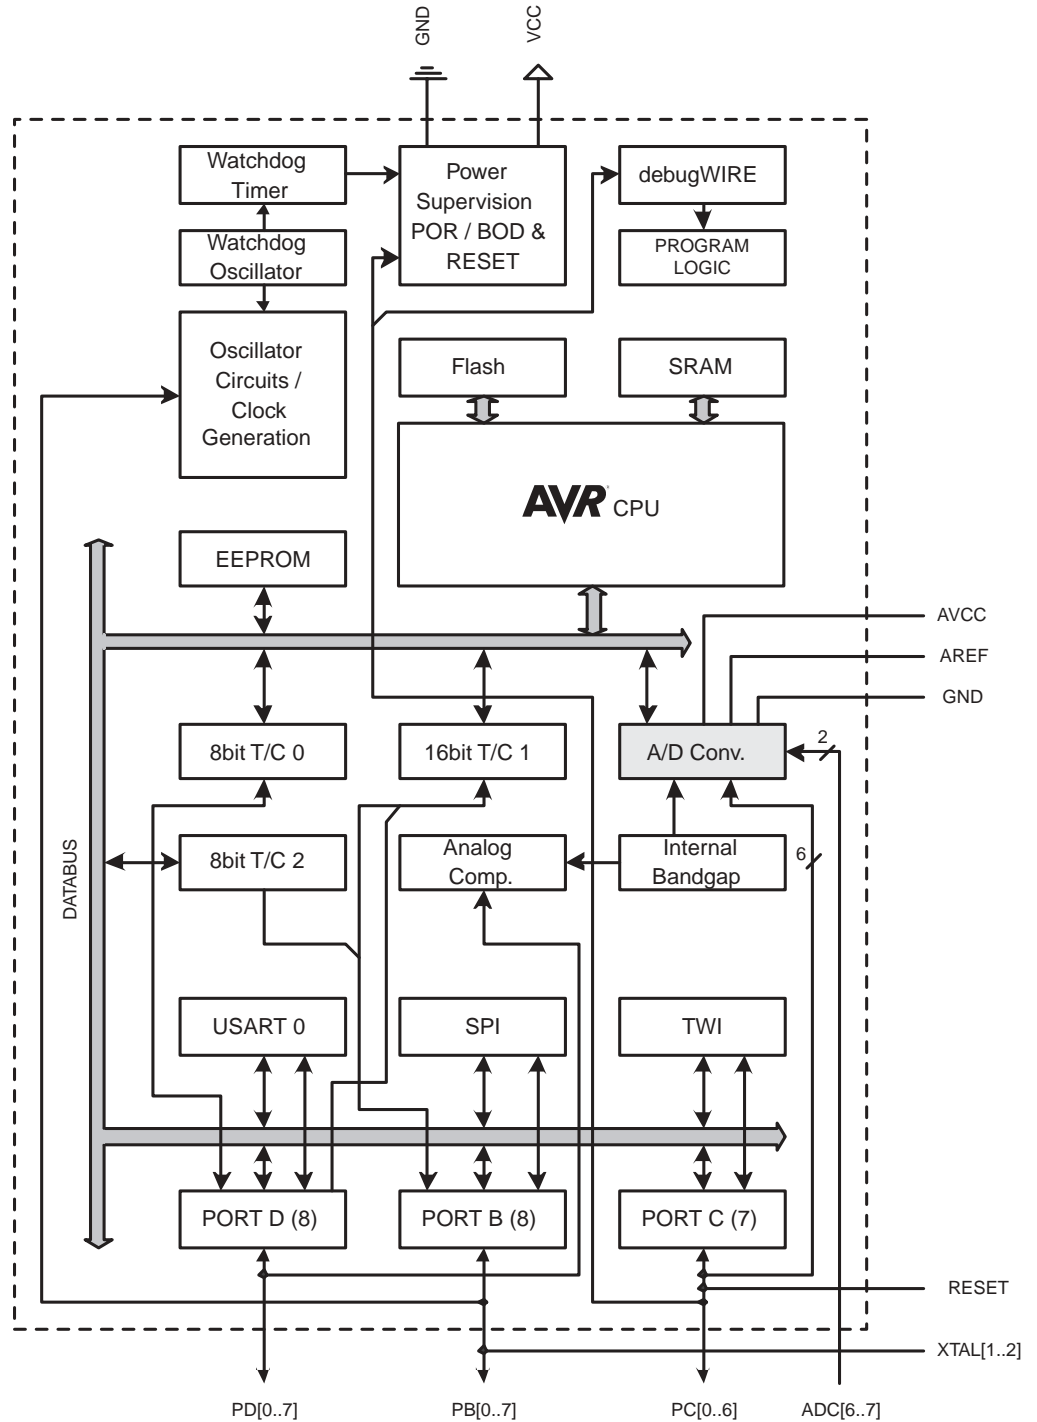 GND
VCC
Watchdog
Timer
Power
Supervision
POR / BOD &
RESET
debugWIRE
Watchdog
Oscillator
PROGRAM
LOGIC
Oscillator
Circuits /
Clock
Generation
Flash
SRAM
AVR CPU
EEPROM
AVCC
AREF
GND
8bit T/C 0
16bit T/C 1
A/D Conv.
2
DATABUS
8bit T/C 2
Analog
Comp.
Internal
Bandgap
6
USART 0
SPI
TWI
PORT D (8)
PORT B (8)
PORT C (7)
RESET
XTAL[1..2]
PD[0..7]
PB[0..7]
PC[0..6]
ADC[6..7]